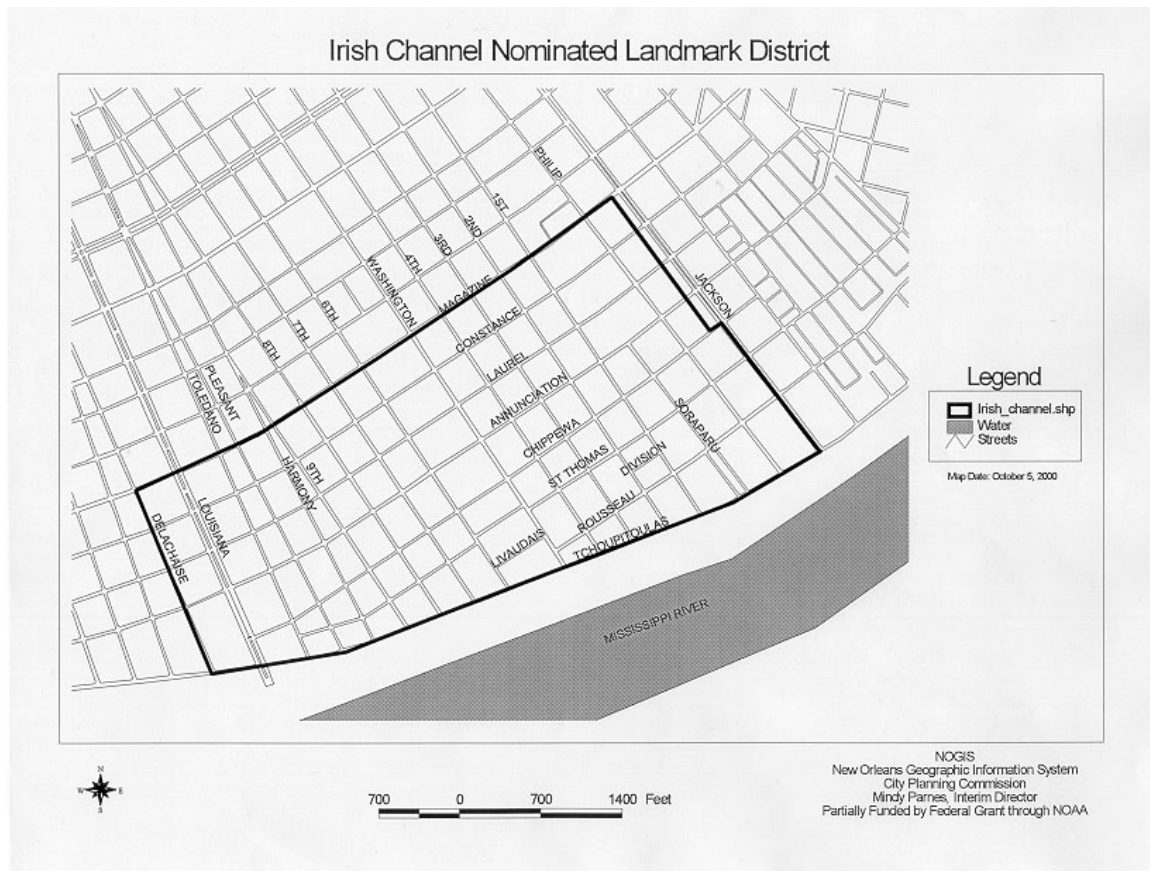 Irish Channel Nominated Landmark District
PHILIP
1ST
2ND
3RD
4TH
WASHINGTON
MAGAZINE
JACKSON
6TH
7TH
8TH
CONSTANCE
LAUREL
PLEASANT
TOLEDANO
ANNUNCIATION
CHIPPEWA
SORAPARU
ST THOMAS
DIVISION
9TH
HARMONY
LOUISIANA
DELACHAISE
ROUSSEAU
LIVAUDAIS
TCHOUPITOULAS
MISSISSIPPI RIVER
Legend
Irish_channel.shp
Water
Streets
Map Date: October 5, 2000
N
W E
S
700 0 700 1400 Feet
NOGIS
New Orleans Geographic Information System
City Planning Commission
Mindy Parnes, Interim Director
Partially Funded by Federal Grant through NOAA